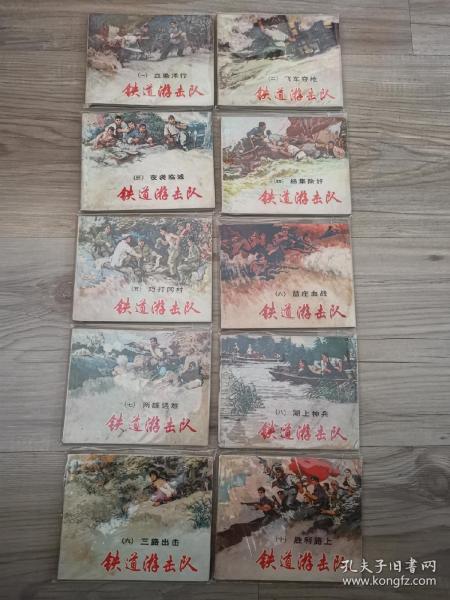 (一) 血染洋行
铁道游击队
(二) 飞车夺枪
铁道游击队
(三) 夜袭临城
铁道游击队
(四) 杨集除奸
铁道游击队
(五) 巧打冈村
铁道游击队
(六) 苗庄血战
铁道游击队
(七) 两雄遇难
铁道游击队
(八) 湖上神兵
铁道游击队
(九) 三路出击
铁道游击队
(十) 胜利路上
铁道游击队
孔夫子旧书网